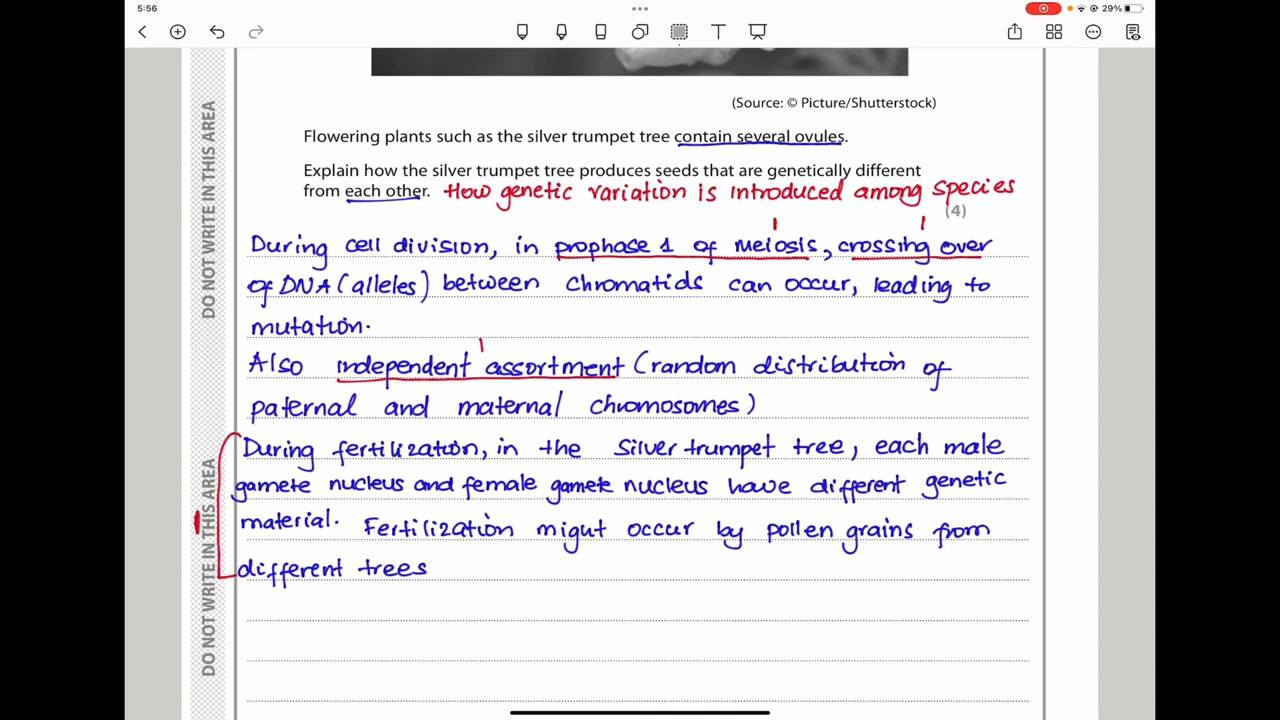 5:56
29%
(Source: © Picture/Shutterstock)
Flowering plants such as the silver trumpet tree contain several ovules.
Explain how the silver trumpet tree produces seeds that are genetically different
from each other. How genetic variation is introduced among species
(4)
During cell division, in prophase 1 of meiosis, crossing over
of DNA (alleles) between chromatids can occur, leading to
mutation.
Also independent assortment (random distribution of
paternal and maternal chromosomes)
During fertilization, in the silver trumpet tree, each male
gamete nucleus and female gamete nucleus have different genetic
material. Fertilization migut occur by pollen grains from
different trees
DO NOT WRITE IN THIS AREA
DO NOT WRITE IN THIS AREA